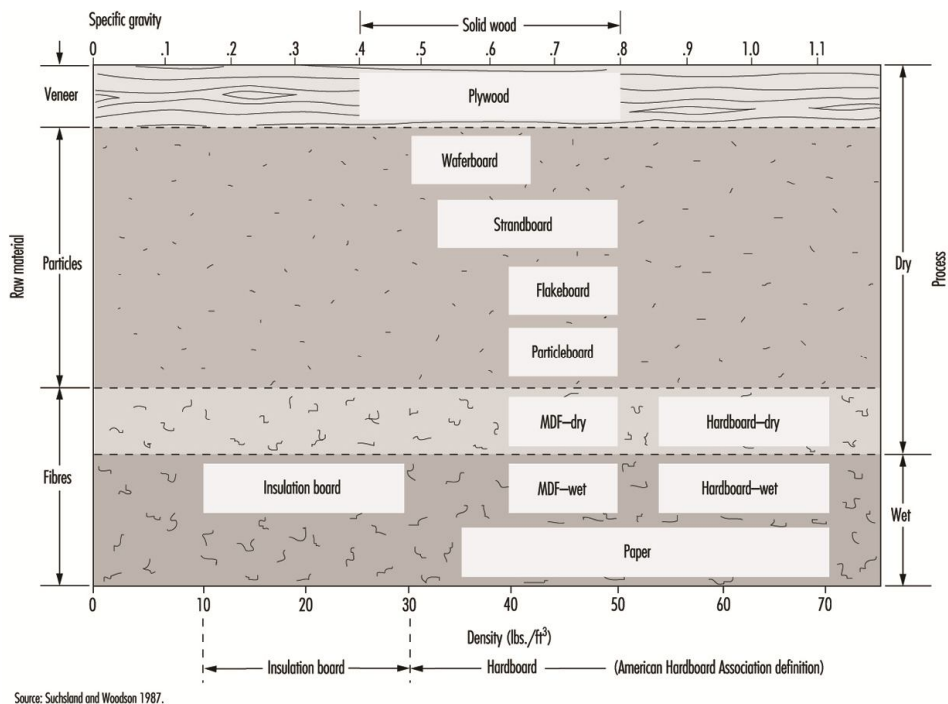 Specific gravity
Solid wood
0 .1 .2 .3 .4 .5 .6 .7 .8 .9 1.0 1.1
Veneer
Plywood
Waferboard
Strandboard
Raw material
Particles
Flakeboard
Dry
Process
Particleboard
MDF–dry
Hardboard–dry
Fibres
Insulation board
MDF–wet
Hardboard–wet
Wet
Paper
0 10 20 30 40 50 60 70
Density (lbs./ft³)
Insulation board Hardboard (American Hardboard Association definition)
Source: Suchsland and Woodson 1987.